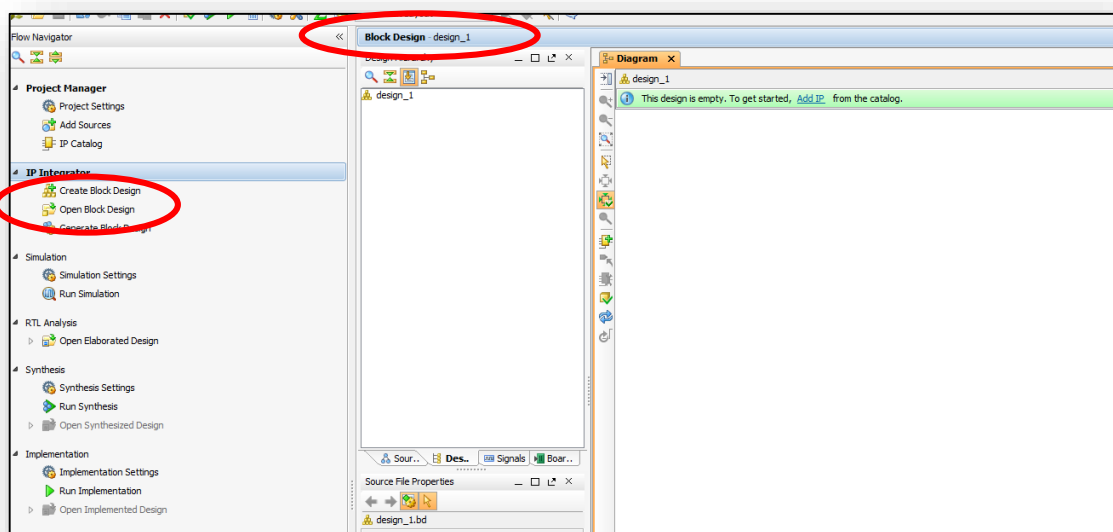 Flow Navigator
Project Manager
Project Settings
Add Sources
IP Catalog
IP Integrator
Create Block Design
Open Block Design
Generate Block Design
Simulation
Simulation Settings
Run Simulation
RTL Analysis
Open Elaborated Design
Synthesis
Synthesis Settings
Run Synthesis
Open Synthesized Design
Implementation
Implementation Settings
Run Implementation
Open Implemented Design
Block Design - design_1
Design Hierarchy
design_1
Sour..
Des..
Signals
Boar..
Source File Properties
design_1.bd
Diagram
design_1
This design is empty. To get started, Add IP from the catalog.